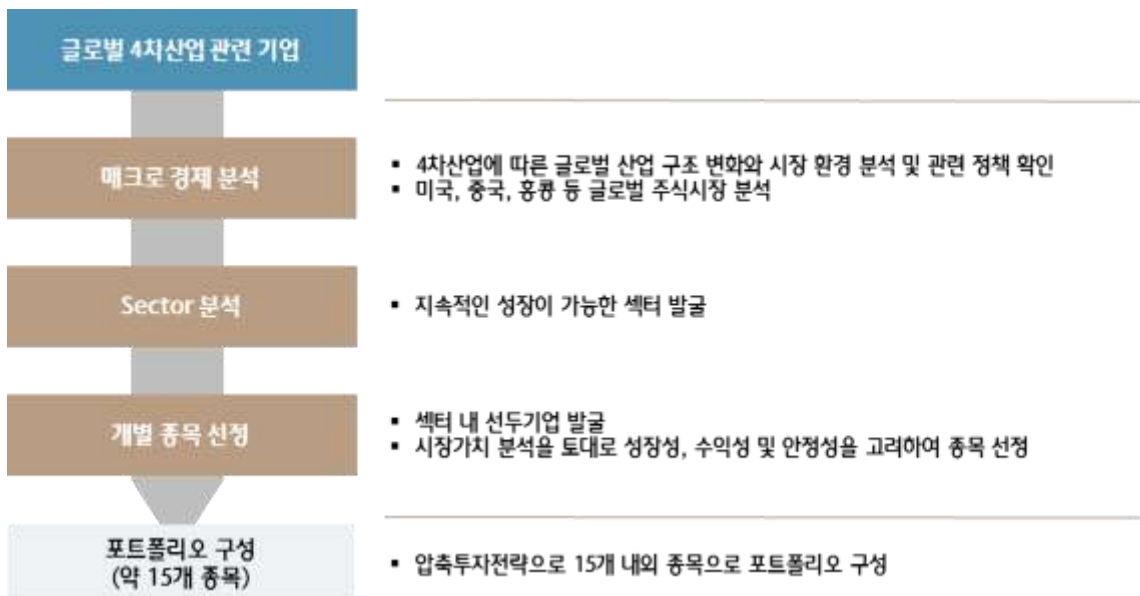 글로벌 4차산업 관련 기업
매크로 경제 분석
▪ 4차산업에 따른 글로벌 산업 구조 변화와 시장 환경 분석 및 관련 정책 확인
▪ 미국, 중국, 홍콩 등 글로벌 주식시장 분석
Sector 분석
▪ 지속적인 성장이 가능한 섹터 발굴
개별 종목 선정
▪ 섹터 내 선두기업 발굴
▪ 시장가치 분석을 토대로 성장성, 수익성 및 안정성을 고려하여 종목 선정
포트폴리오 구성
(약 15개 종목)
▪ 압축투자전략으로 15개 내외 종목으로 포트폴리오 구성